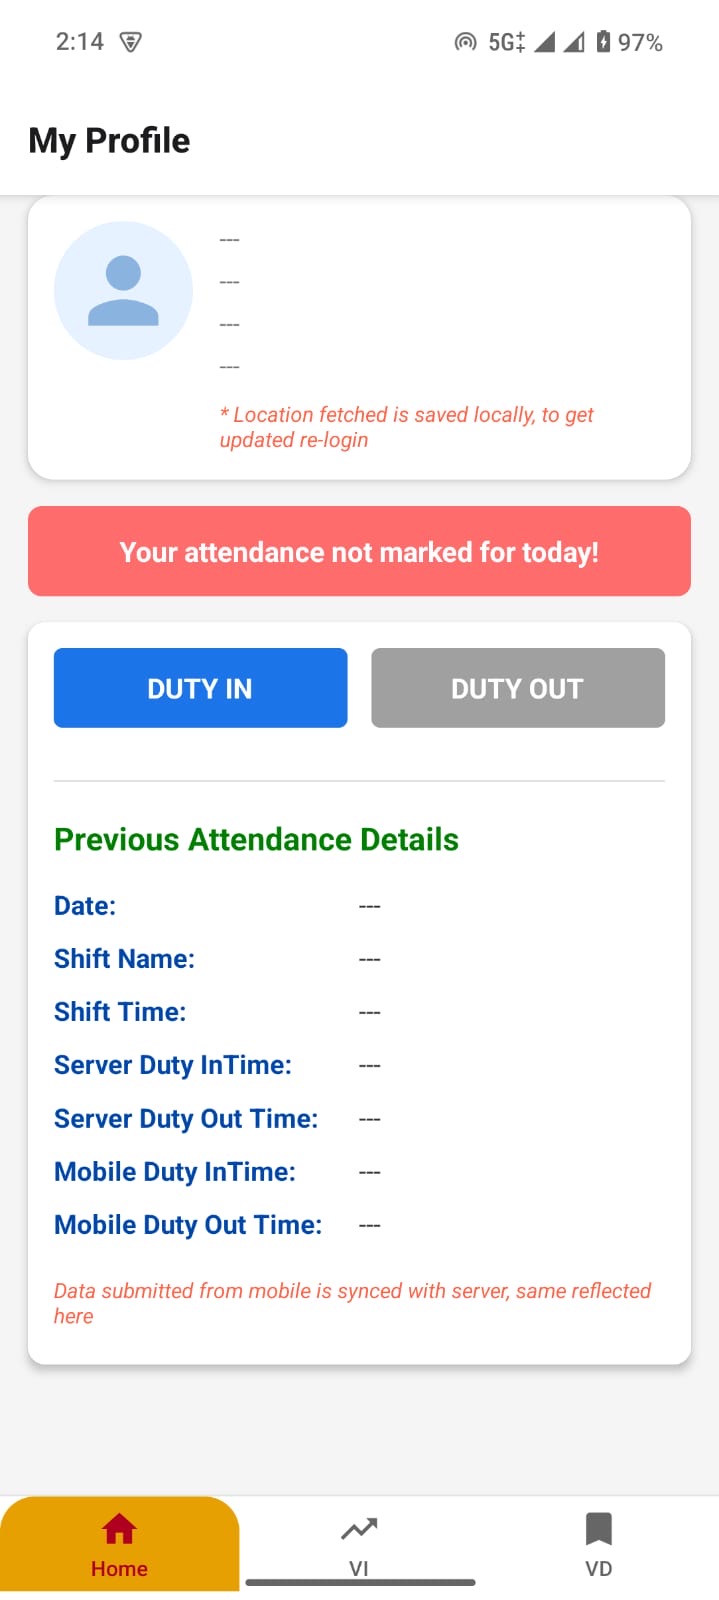 2:14 5G 97%
My Profile
---
---
---
---
* Location fetched is saved locally, to get
updated re-login
Your attendance not marked for today!
DUTY IN DUTY OUT
Previous Attendance Details
Date: ---
Shift Name: ---
Shift Time: ---
Server Duty InTime: ---
Server Duty Out Time: ---
Mobile Duty InTime: ---
Mobile Duty Out Time: ---
Data submitted from mobile is synced with server, same reflected
here
Home VI VD